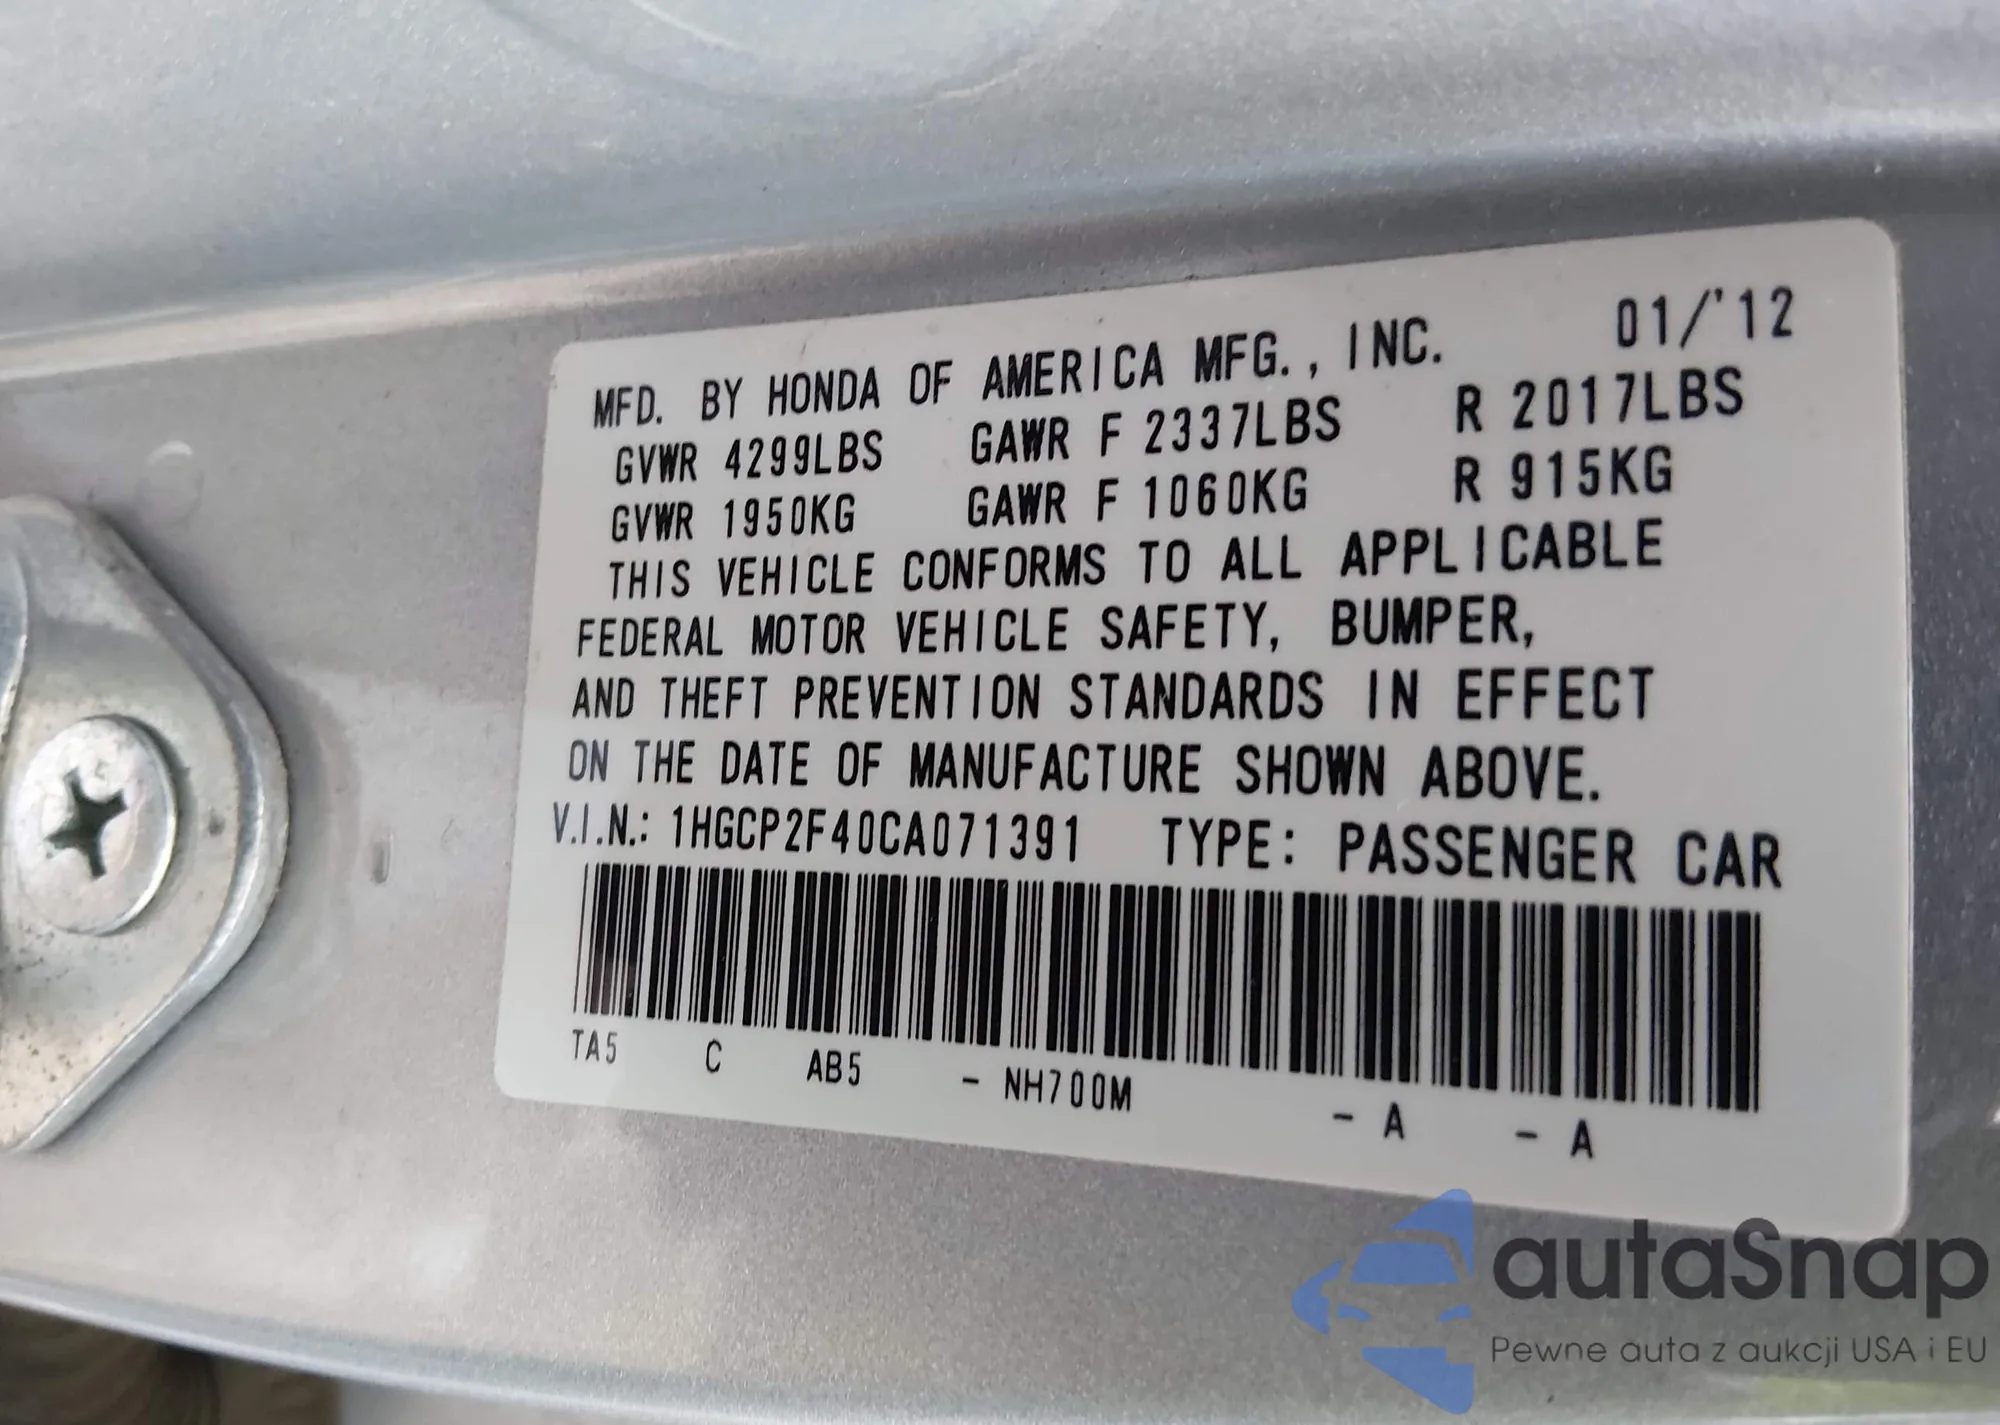 MFD. BY HONDA OF AMERICA MFG., INC. 01/'12
GVWR 4299LBS GAWR F 2337LBS R 2017LBS
GVWR 1950KG GAWR F 1060KG R 915KG
THIS VEHICLE CONFORMS TO ALL APPLICABLE
FEDERAL MOTOR VEHICLE SAFETY, BUMPER,
AND THEFT PREVENTION STANDARDS IN EFFECT
ON THE DATE OF MANUFACTURE SHOWN ABOVE.
V.I.N.: 1HGCP2F40CA071391 TYPE: PASSENGER CAR
TA5 C AB5 - NH700M - A - A
autaSnap
Pewne auta z aukcji USA i EU